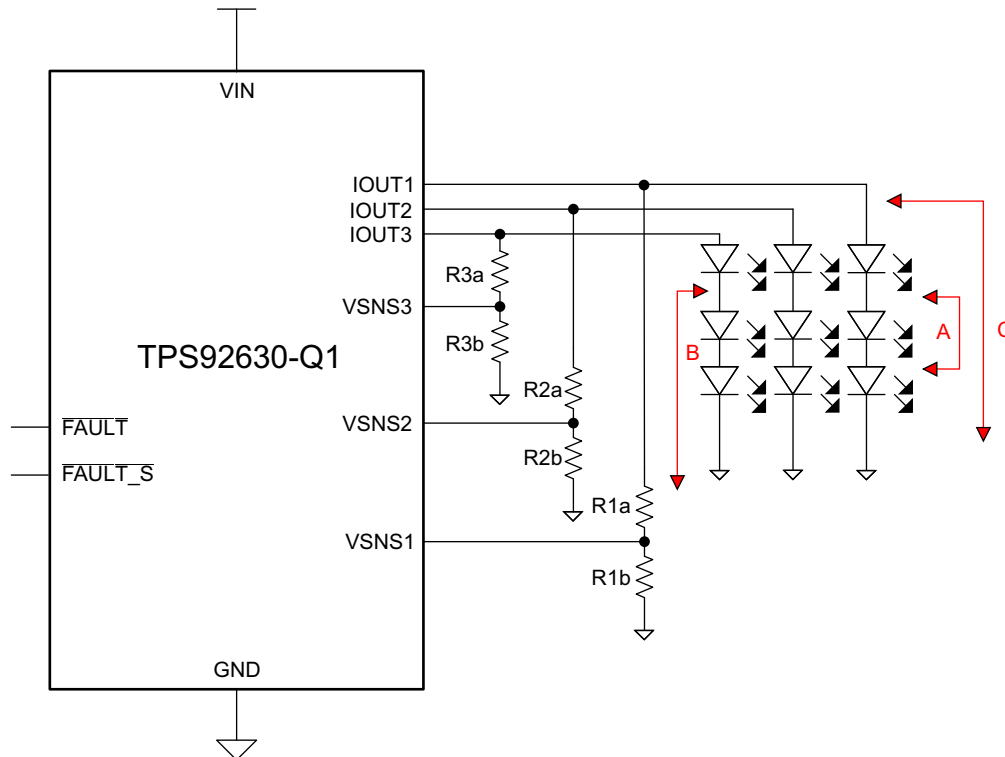 VIN
IOUT1
IOUT2
IOUT3
R3a
VSNS3
R3b
TPS92630-Q1
A
B
R2a
FAULT
VSNS2
R2b
FAULT_S
R1a
VSNS1
R1b
GND